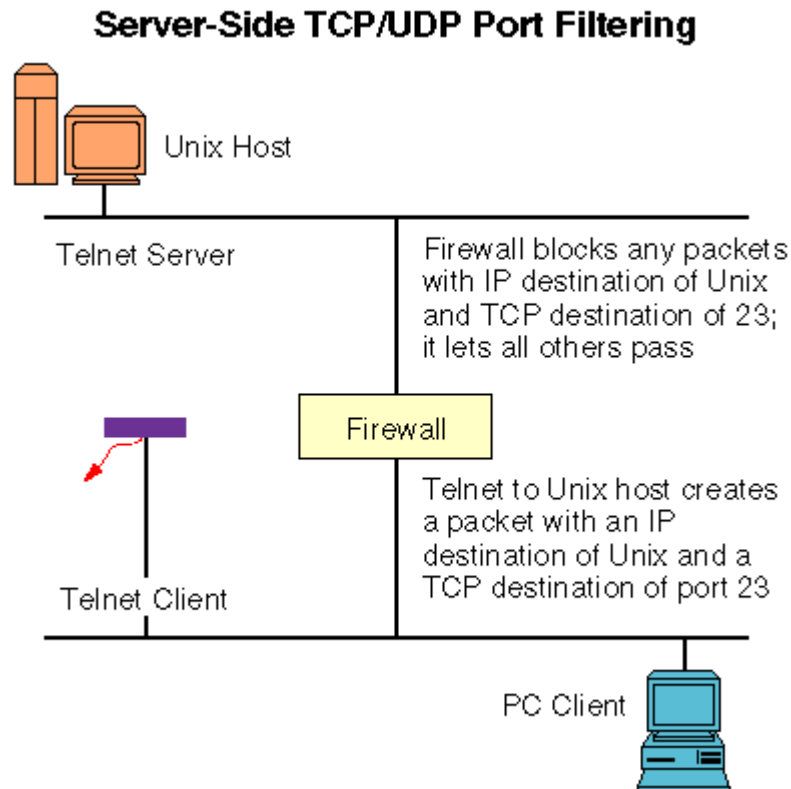 Server-Side TCP/UDP Port Filtering
Unix Host
Telnet Server
Firewall blocks any packets
with IP destination of Unix
and TCP destination of 23;
it lets all others pass
Firewall
Telnet to Unix host creates
a packet with an IP
destination of Unix and a
TCP destination of port 23
Telnet Client
PC Client